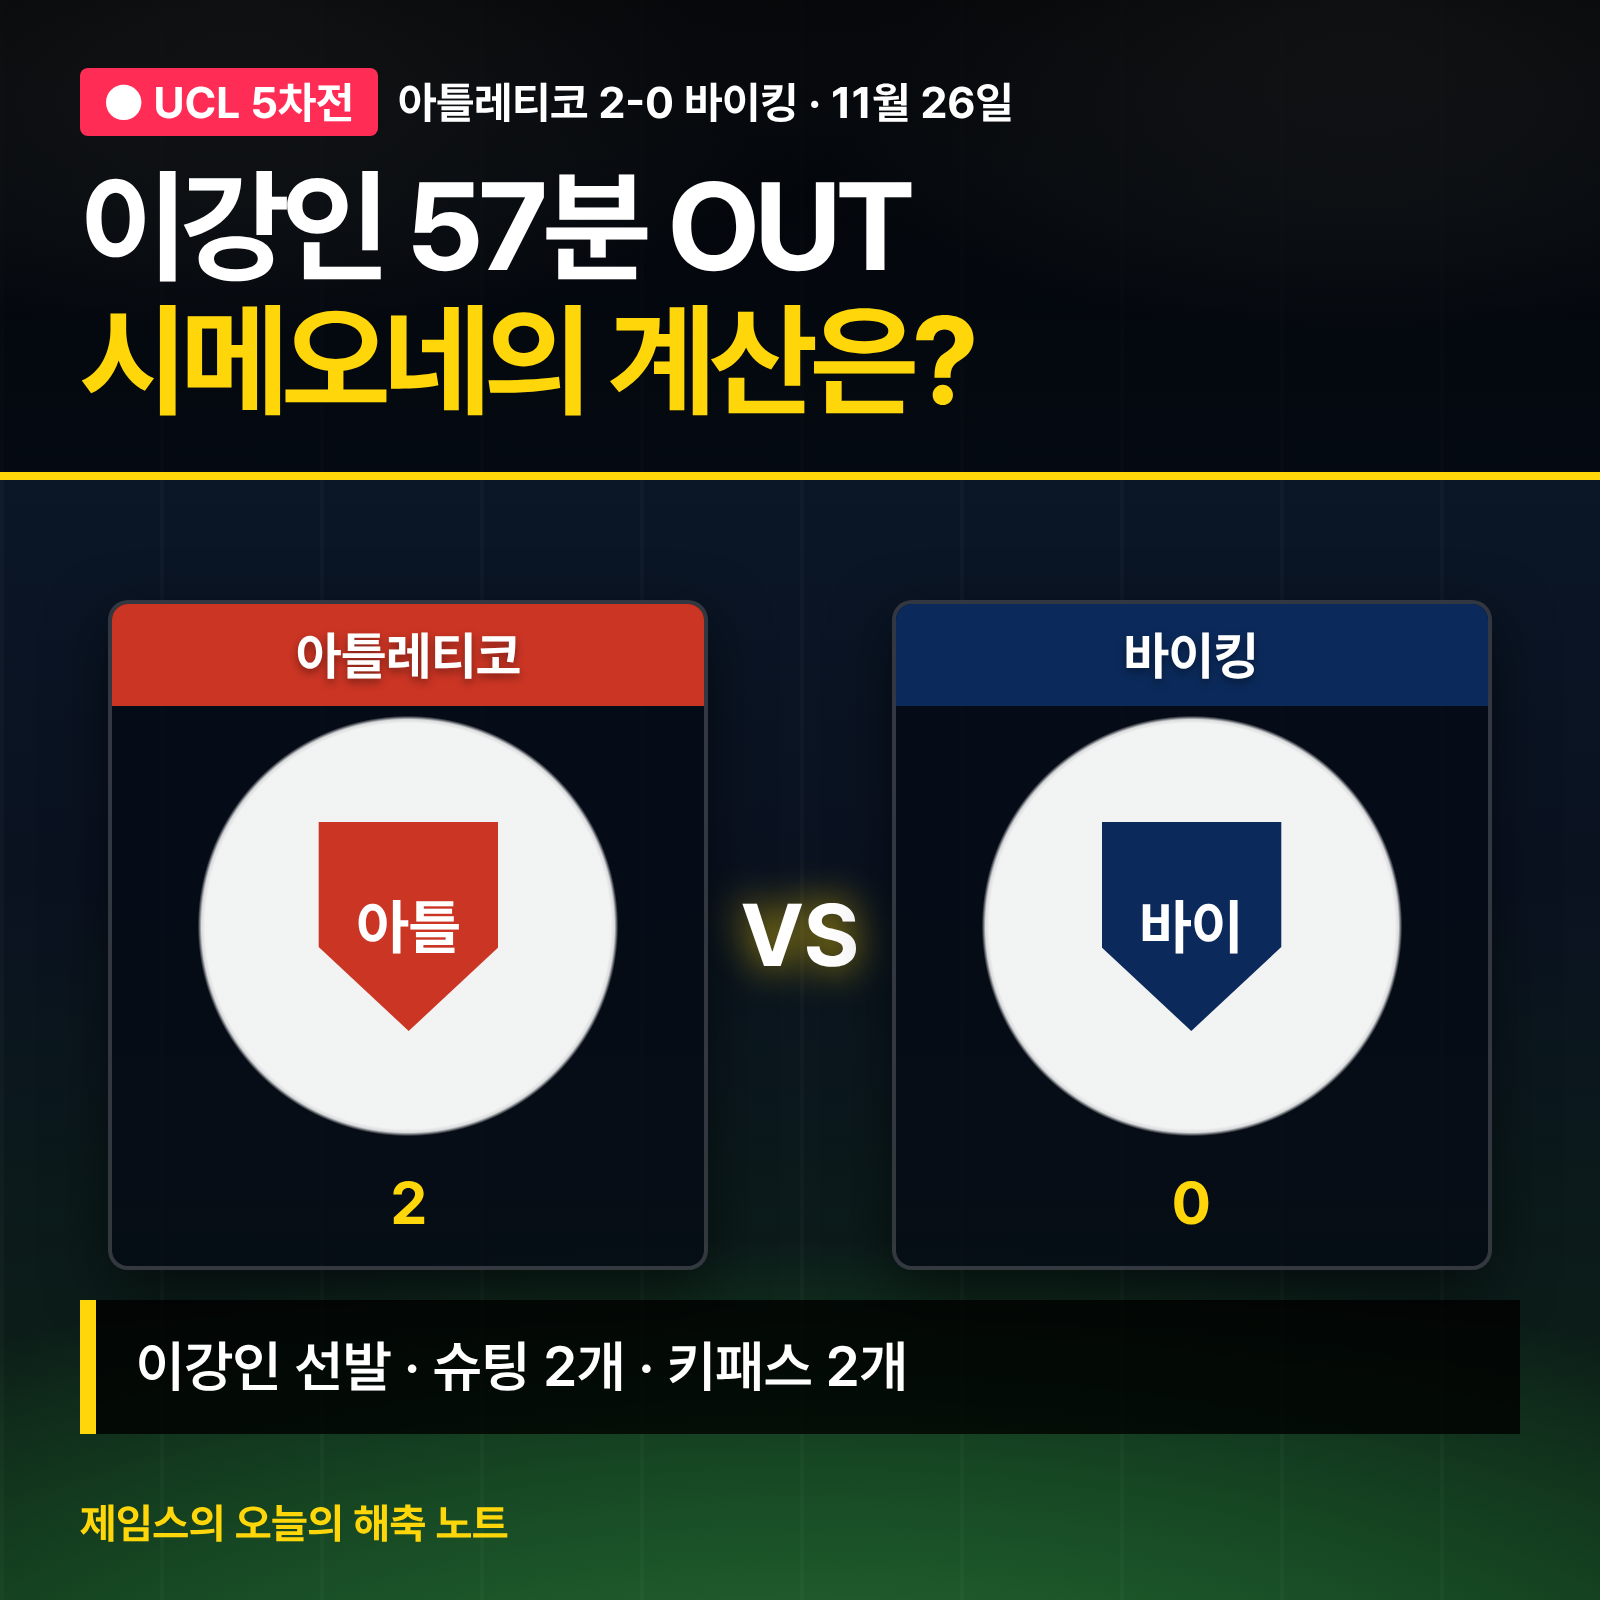 UCL 5차전 아틀레티코 2-0 바이킹 · 11월 26일
이강인 57분 OUT
시메오네의 계산은?
아틀레티코
아틀
2
VS
바이킹
바이
0
이강인 선발 · 슈팅 2개 · 키패스 2개
제임스의 오늘의 해축 노트